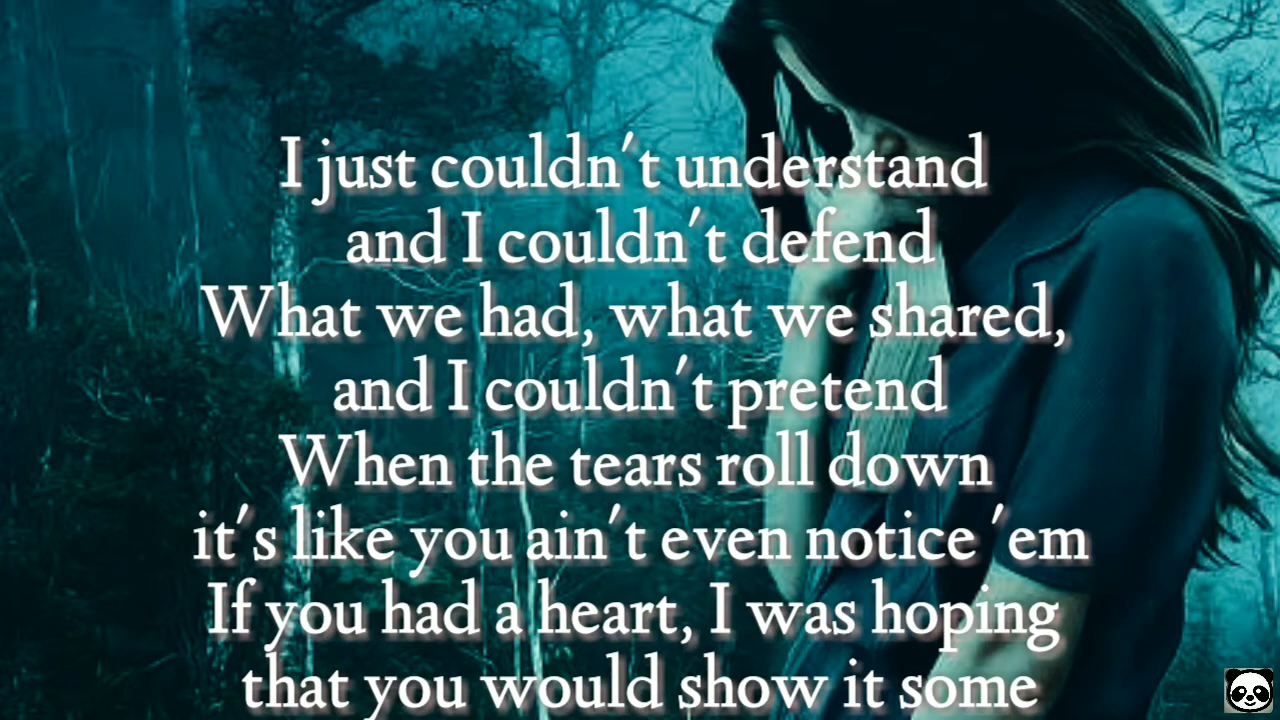 I just couldn't understand
and I couldn't defend
What we had, what we shared,
and I couldn't pretend
When the tears roll down
it's like you ain't even notice 'em
If you had a heart, I was hoping
that you would show it some